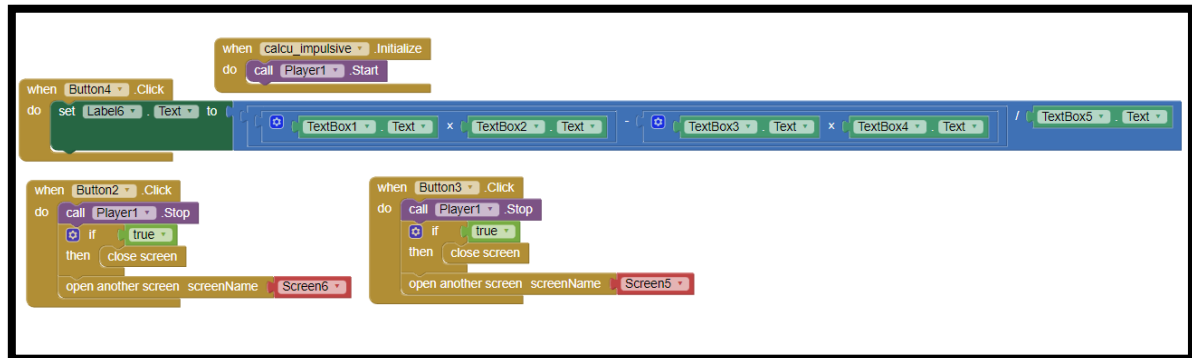 when calcu_impulsive .Initialize
do call Player1 .Start
when Button4 .Click
do set Label6 . Text to TextBox1 . Text x TextBox2 . Text - TextBox3 . Text x TextBox4 . Text / TextBox5 . Text
when Button2 .Click
do call Player1 .Stop
if true
then close screen
open another screen screenName Screen6
when Button3 .Click
do call Player1 .Stop
if true
then close screen
open another screen screenName Screen5